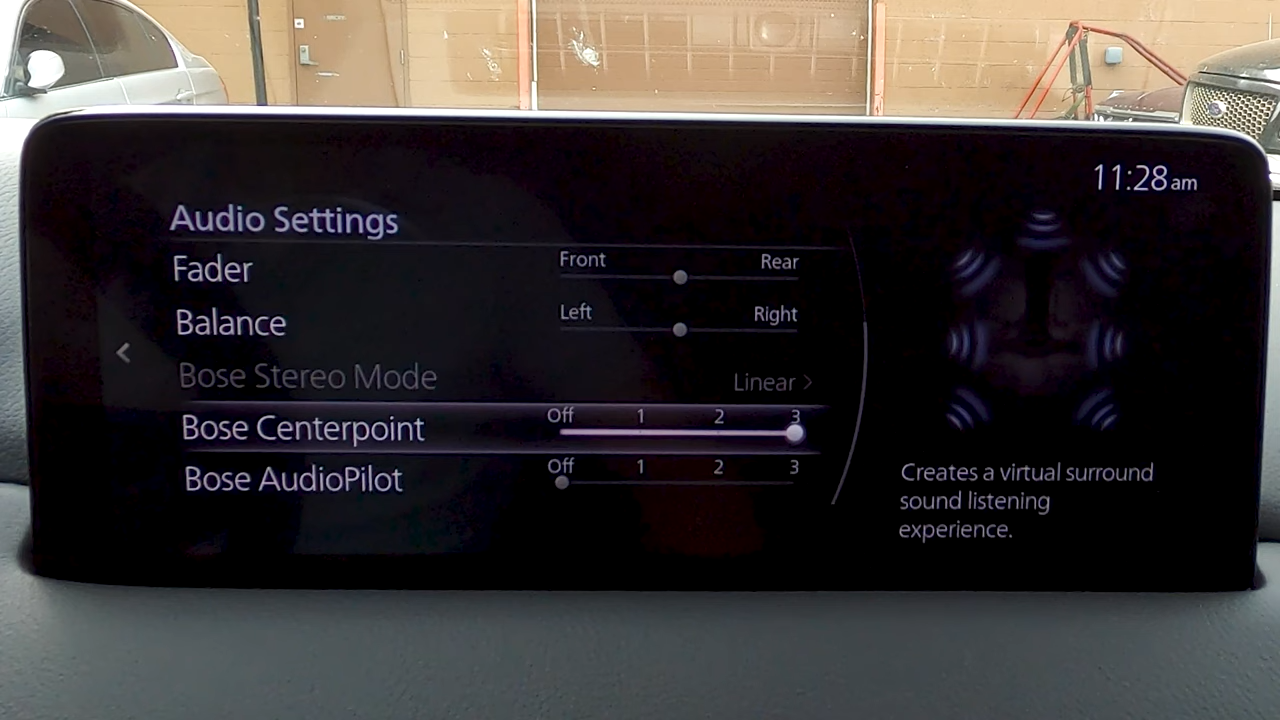 11:28am
Audio Settings
Fader
Front Rear
Balance
Left Right
Bose Stereo Mode
Linear
Bose Centerpoint
Off 1 2 3
Bose AudioPilot
Off 1 2 3
Creates a virtual surround
sound listening
experience.